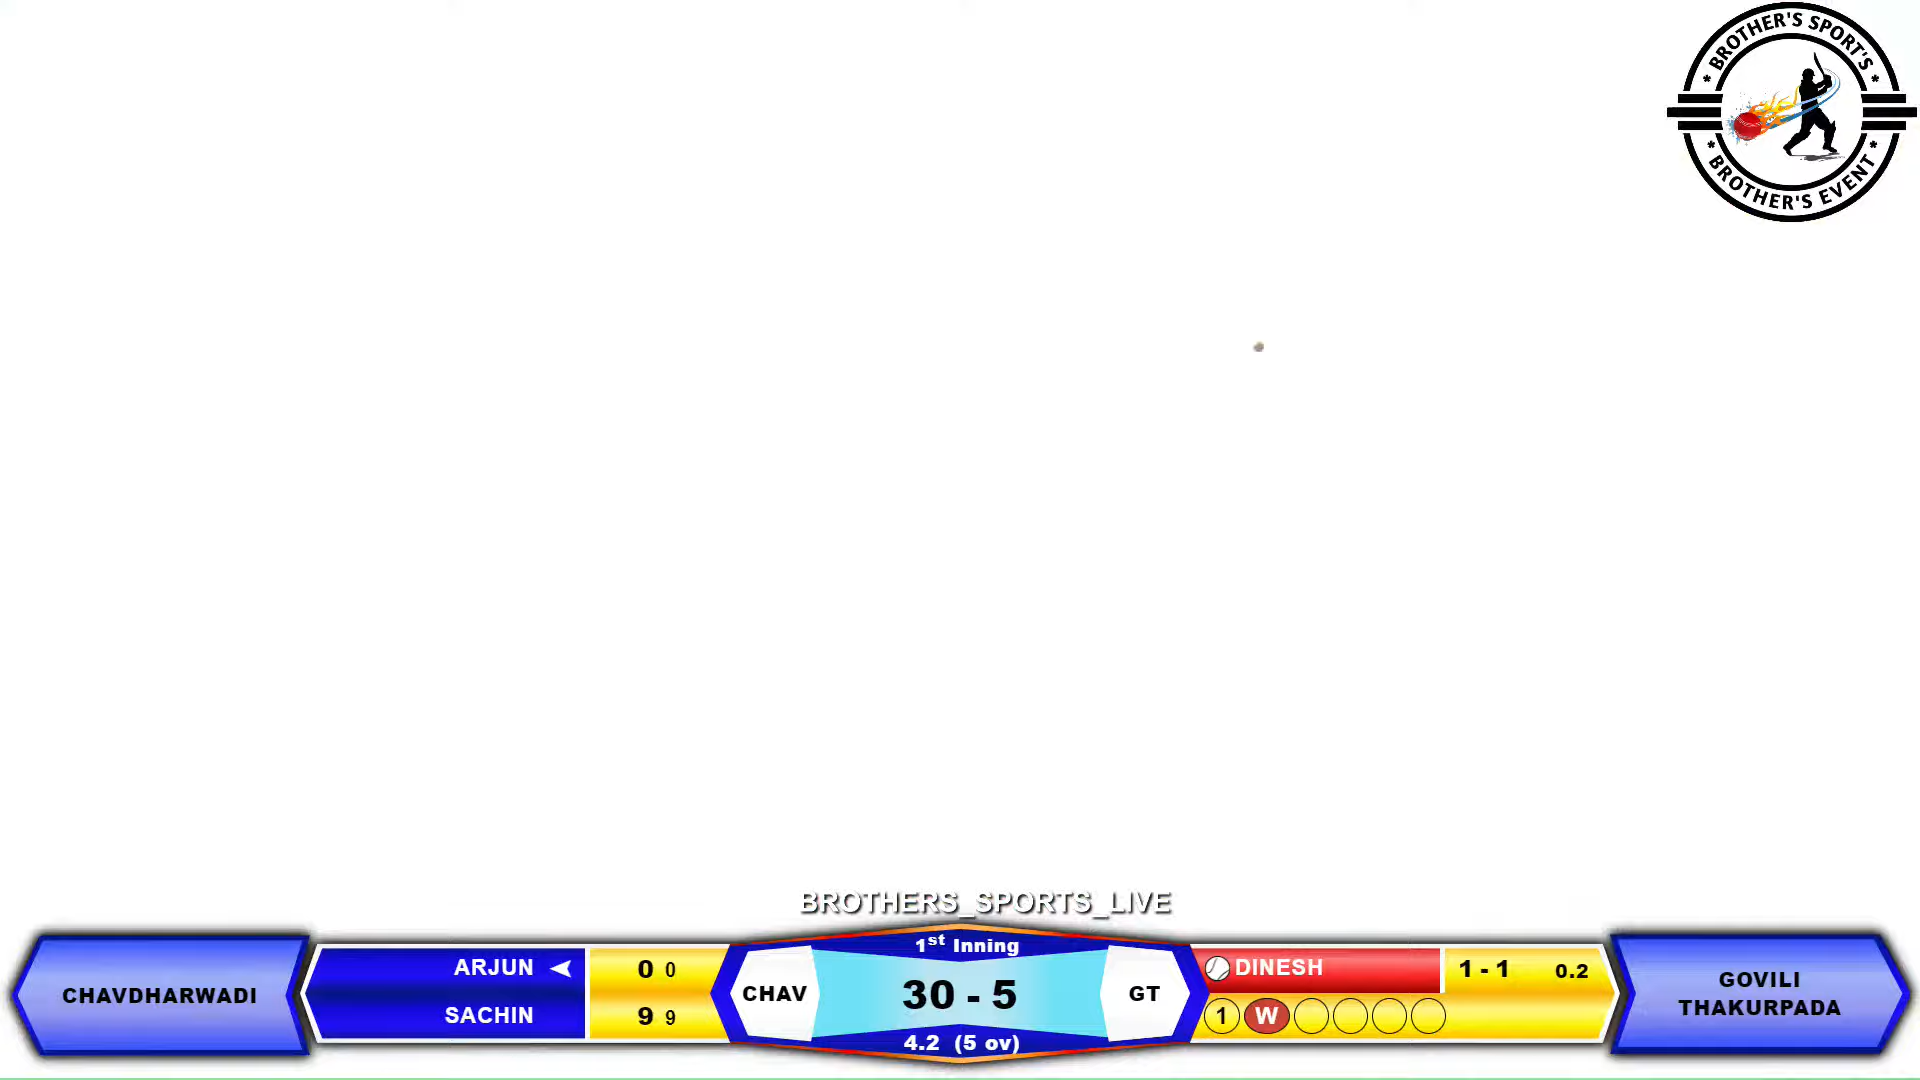 * BROTHER'S SPORT'S *
* BROTHER'S EVENT *
BROTHERS_SPORTS_LIVE
CHAVDHARWADI
ARJUN 0 0
SACHIN 9 9
1st Inning
CHAV 30 - 5 GT
4.2 (5 ov)
DINESH 1 - 1 0.2
1 W
GOVILI
THAKURPADA